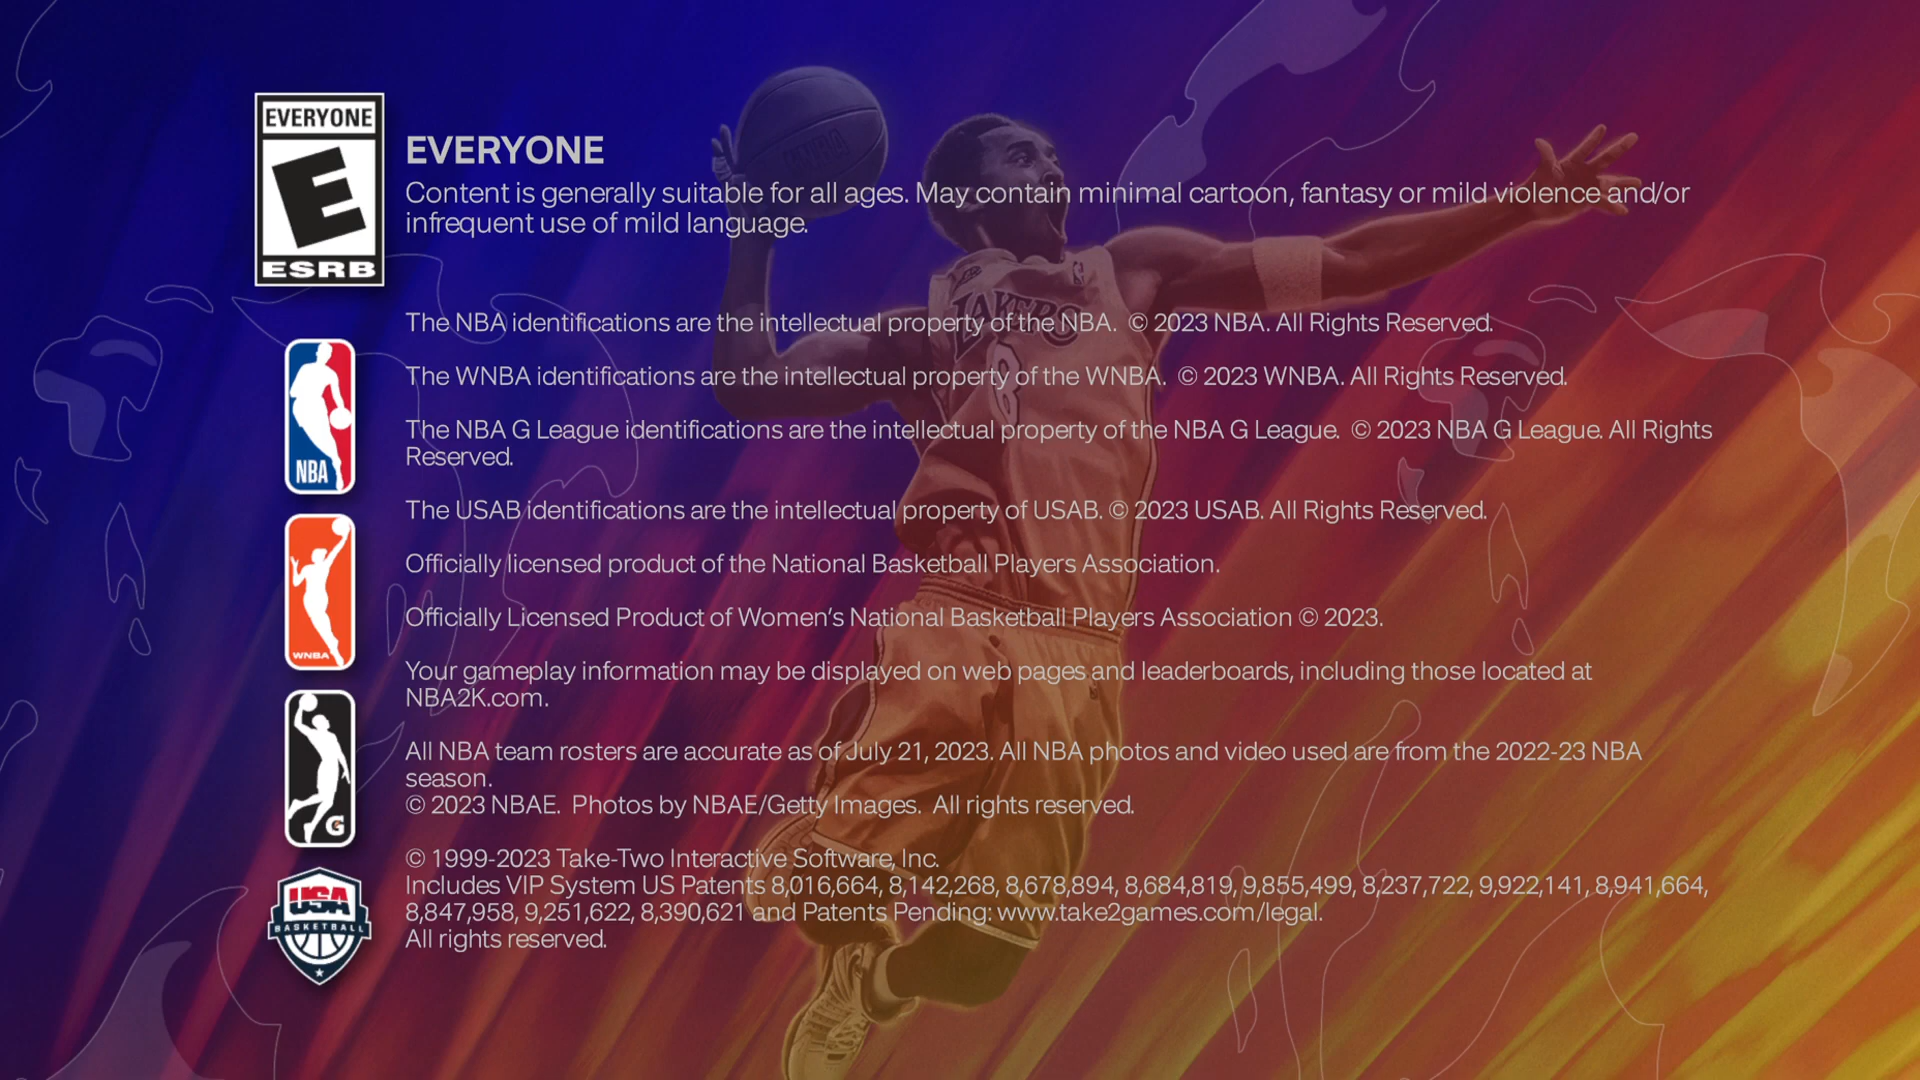 EVERYONE
ESRB
EVERYONE
Content is generally suitable for all ages. May contain minimal cartoon, fantasy or mild violence and/or
infrequent use of mild language.
The NBA identifications are the intellectual property of the NBA.  © 2023 NBA. All Rights Reserved.
The WNBA identifications are the intellectual property of the WNBA.  © 2023 WNBA. All Rights Reserved.
The NBA G League identifications are the intellectual property of the NBA G League.  © 2023 NBA G League. All Rights
Reserved.
The USAB identifications are the intellectual property of USAB. © 2023 USAB. All Rights Reserved.
Officially licensed product of the National Basketball Players Association.
Officially Licensed Product of Women’s National Basketball Players Association © 2023.
Your gameplay information may be displayed on web pages and leaderboards, including those located at
NBA2K.com.
All NBA team rosters are accurate as of July 21, 2023. All NBA photos and video used are from the 2022-23 NBA
season.
© 2023 NBAE.  Photos by NBAE/Getty Images.  All rights reserved.
© 1999-2023 Take-Two Interactive Software, Inc.
Includes VIP System US Patents 8,016,664, 8,142,268, 8,678,894, 8,684,819, 9,855,499, 8,237,722, 9,922,141, 8,941,664,
8,847,958, 9,251,622, 8,390,621 and Patents Pending: www.take2games.com/legal.
All rights reserved.
NBA
WNBA
G
USA
BASKETBALL
LAKERS
8